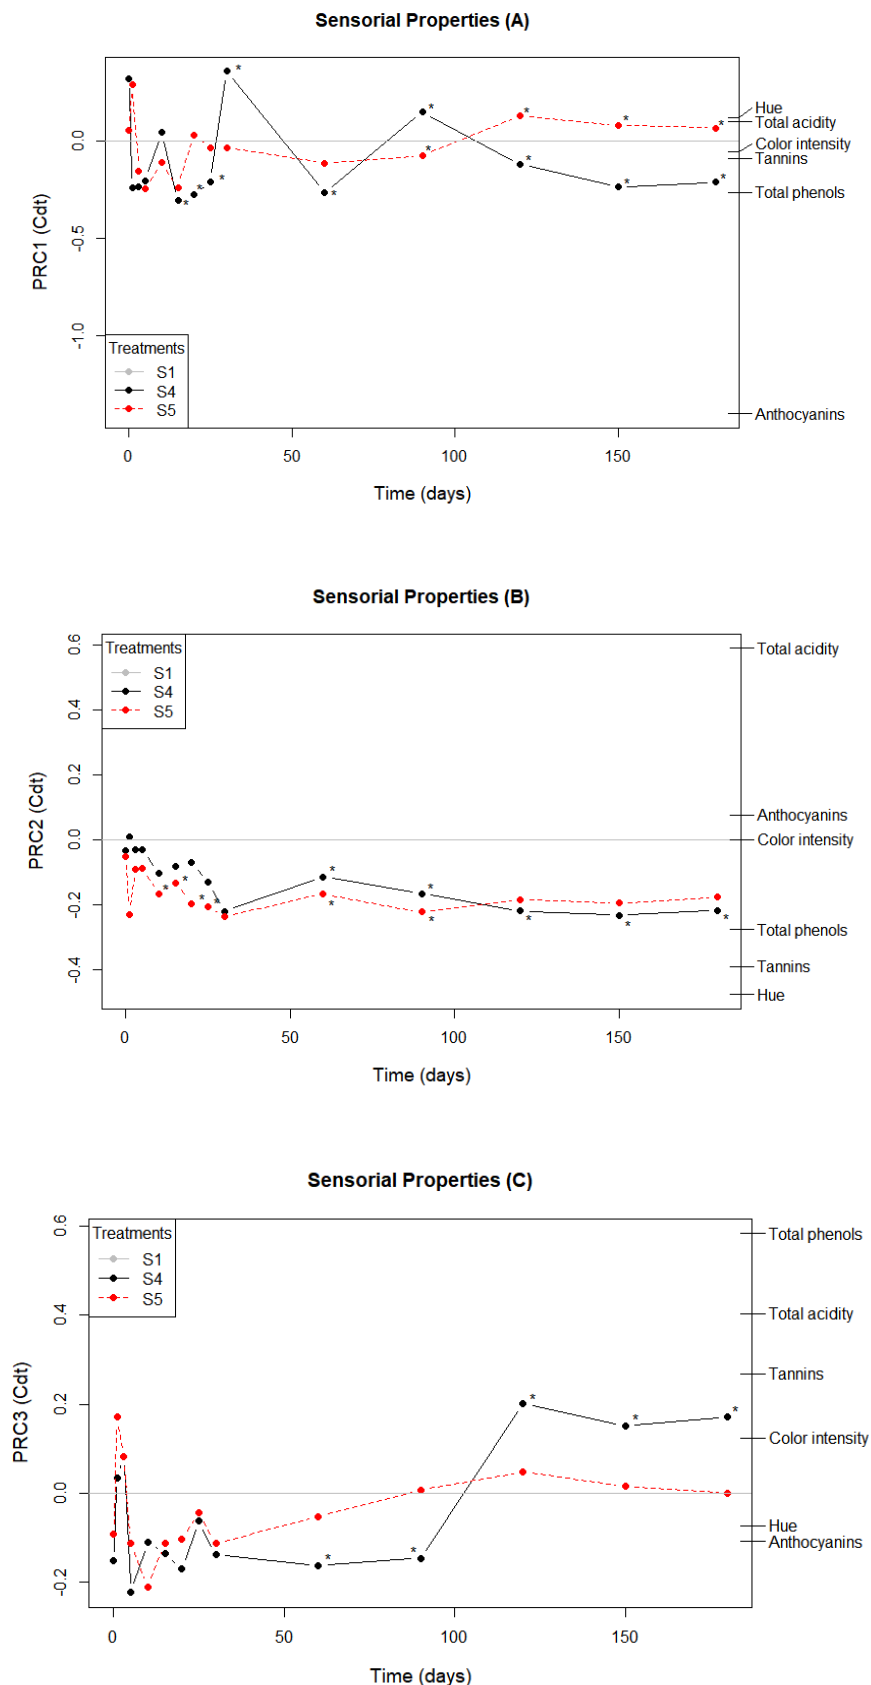 Sensorial Properties (A)
PRC1 (Cdt)
0.0
-0.5
-1.0
Treatments
S1
S4
S5
* * * * * * * * * * * * * *
Hue
Total acidity
Color intensity
Tannins
Total phenols
Anthocyanins
0 50 100 150
Time (days)
Sensorial Properties (B)
PRC2 (Cdt)
0.6
0.4
0.2
0.0
-0.2
-0.4
Treatments
S1
S4
S5
* * * * * * * * * * *
Total acidity
Anthocyanins
Color intensity
Total phenols
Tannins
Hue
0 50 100 150
Time (days)
Sensorial Properties (C)
PRC3 (Cdt)
0.6
0.4
0.2
0.0
-0.2
Treatments
S1
S4
S5
* * * * *
Total phenols
Total acidity
Tannins
Color intensity
Hue
Anthocyanins
0 50 100 150
Time (days)